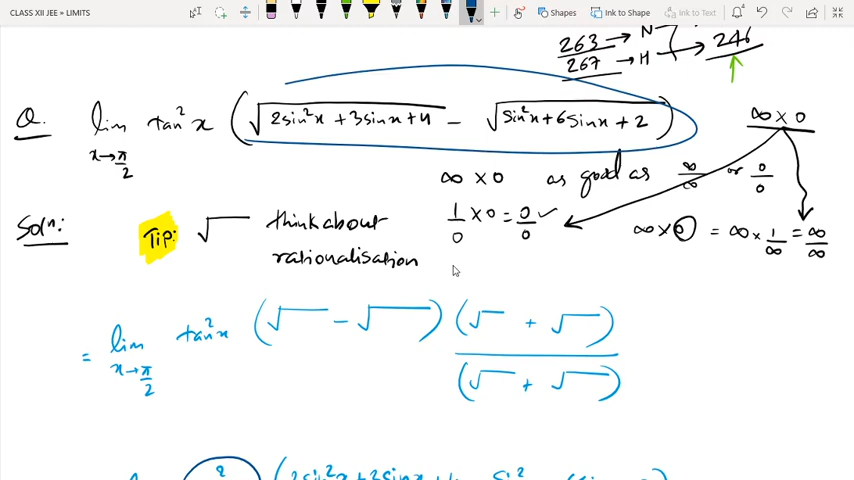 CLASS XII JEE » LIMITS
Shapes
Ink to Shape
Ink to Text
263 → N
267 → H → 246
Q. lim x→π/2 tan²x (√2sin²x + 3sinx + 4 − √sin²x + 6sinx + 2) ∞ × 0
∞ × 0 as good as ∞/∞ or 0/0
Soln: Tip: √ think about 1/0 × 0 = 0/0 ✓ ∞ × 0 = ∞ × 1/∞ = ∞/∞
rationalisation
= lim x→π/2 tan²x (√ − √) (√ + √)/(√ + √)